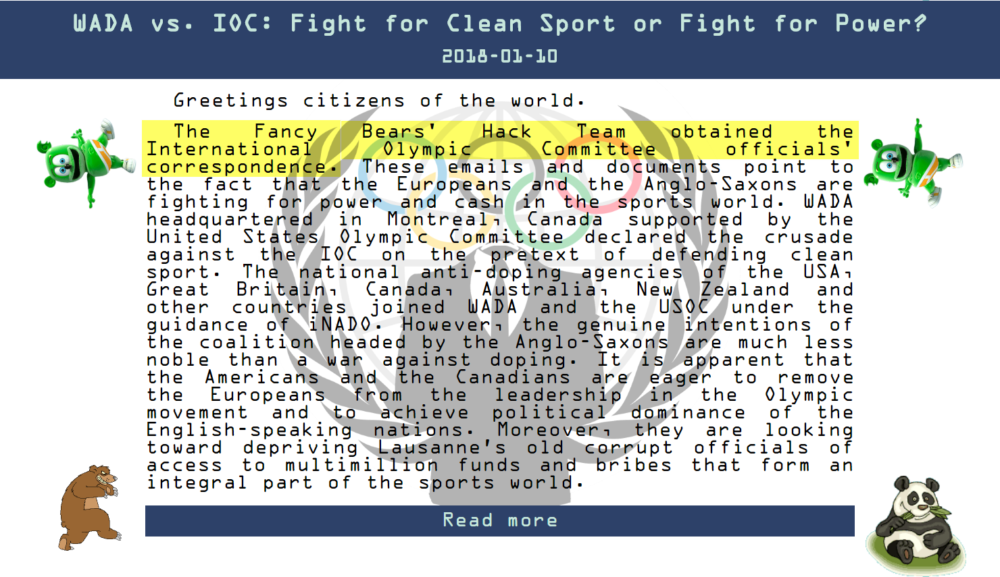 WADA vs. IOC: Fight for Clean Sport or Fight for Power?
2018-01-10
Greetings citizens of the world.
The Fancy Bears' Hack Team obtained the
International Olympic Committee officials'
correspondence. These emails and documents point to
the fact that the Europeans and the Anglo-Saxons are
fighting for power and cash in the sports world. WADA
headquartered in Montreal, Canada supported by the
United States Olympic Committee declared the crusade
against the IOC on the pretext of defending clean
sport. The national anti-doping agencies of the USA,
Great Britain, Canada, Australia, New Zealand and
other countries joined WADA and the USOC under the
guidance of iNADO. However, the genuine intentions of
the coalition headed by the Anglo-Saxons are much less
noble than a war against doping. It is apparent that
the Americans and the Canadians are eager to remove
the Europeans from the leadership in the Olympic
movement and to achieve political dominance of the
English-speaking nations. Moreover, they are looking
toward depriving Lausanne's old corrupt officials of
access to multimillion funds and bribes that form an
integral part of the sports world.
Read more